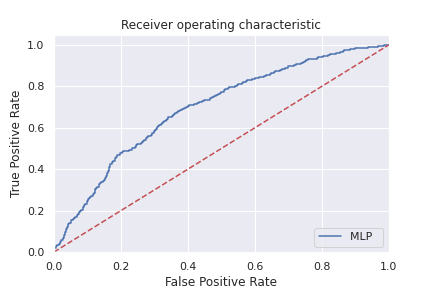 Receiver operating characteristic
True Positive Rate
1.0
0.8
0.6
0.4
0.2
0.0
0.0 0.2 0.4 0.6 0.8 1.0
False Positive Rate
MLP